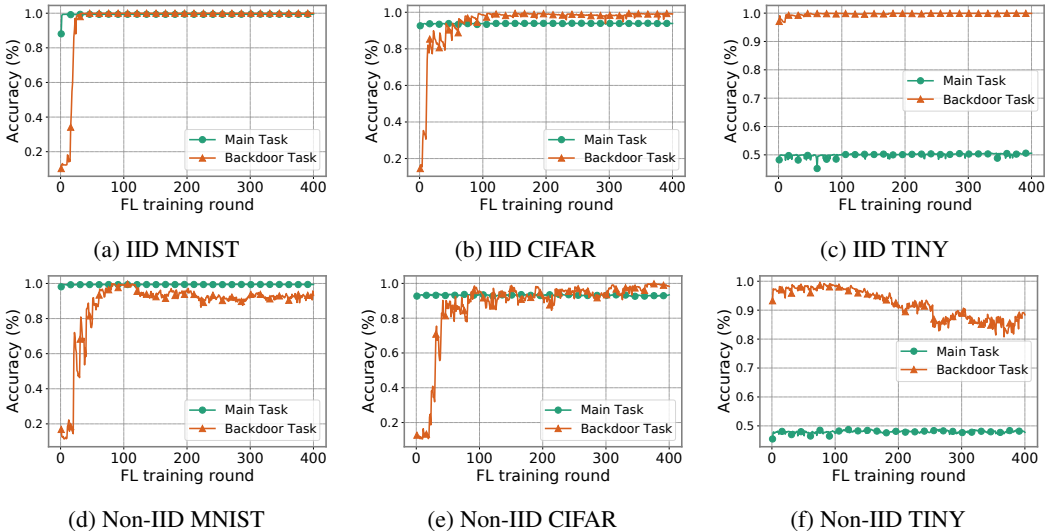 Accuracy (%)
1.0
0.8
0.6
0.4
0.2
Main Task
Backdoor Task
0 100 200 300 400
FL training round
(a) IID MNIST
Accuracy (%)
1.0
0.8
0.6
0.4
0.2
Main Task
Backdoor Task
0 100 200 300 400
FL training round
(b) IID CIFAR
Accuracy (%)
1.0
0.9
0.8
0.7
0.6
0.5
Main Task
Backdoor Task
0 100 200 300 400
FL training round
(c) IID TINY
Accuracy (%)
1.0
0.8
0.6
0.4
0.2
Main Task
Backdoor Task
0 100 200 300 400
FL training round
(d) Non-IID MNIST
Accuracy (%)
1.0
0.8
0.6
0.4
0.2
Main Task
Backdoor Task
0 100 200 300 400
FL training round
(e) Non-IID CIFAR
Accuracy (%)
1.0
0.9
0.8
0.7
0.6
0.5
Main Task
Backdoor Task
0 100 200 300 400
FL training round
(f) Non-IID TINY